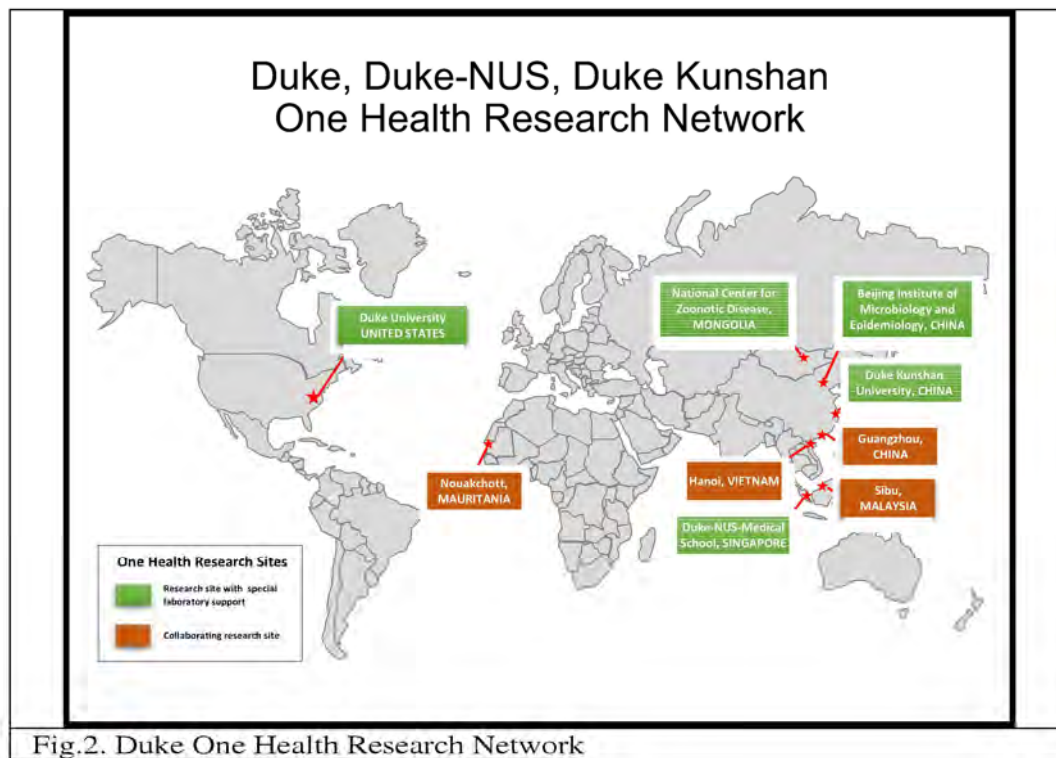 Duke, Duke-NUS, Duke Kunshan
One Health Research Network
Duke University
UNITED STATES
National Center for
Zoonotic Disease,
MONGOLIA
Beijing Institute of
Microbiology and
Epidemiology, CHINA
Duke Kunshan
University, CHINA
Guangzhou,
CHINA
Nouakchott,
MAURITANIA
Hanoi, VIETNAM
Sibu,
MALAYSIA
Duke-NUS-Medical
School, SINGAPORE
One Health Research Sites
Research site with special
laboratory support
Collaborating research site
Fig.2. Duke One Health Research Network